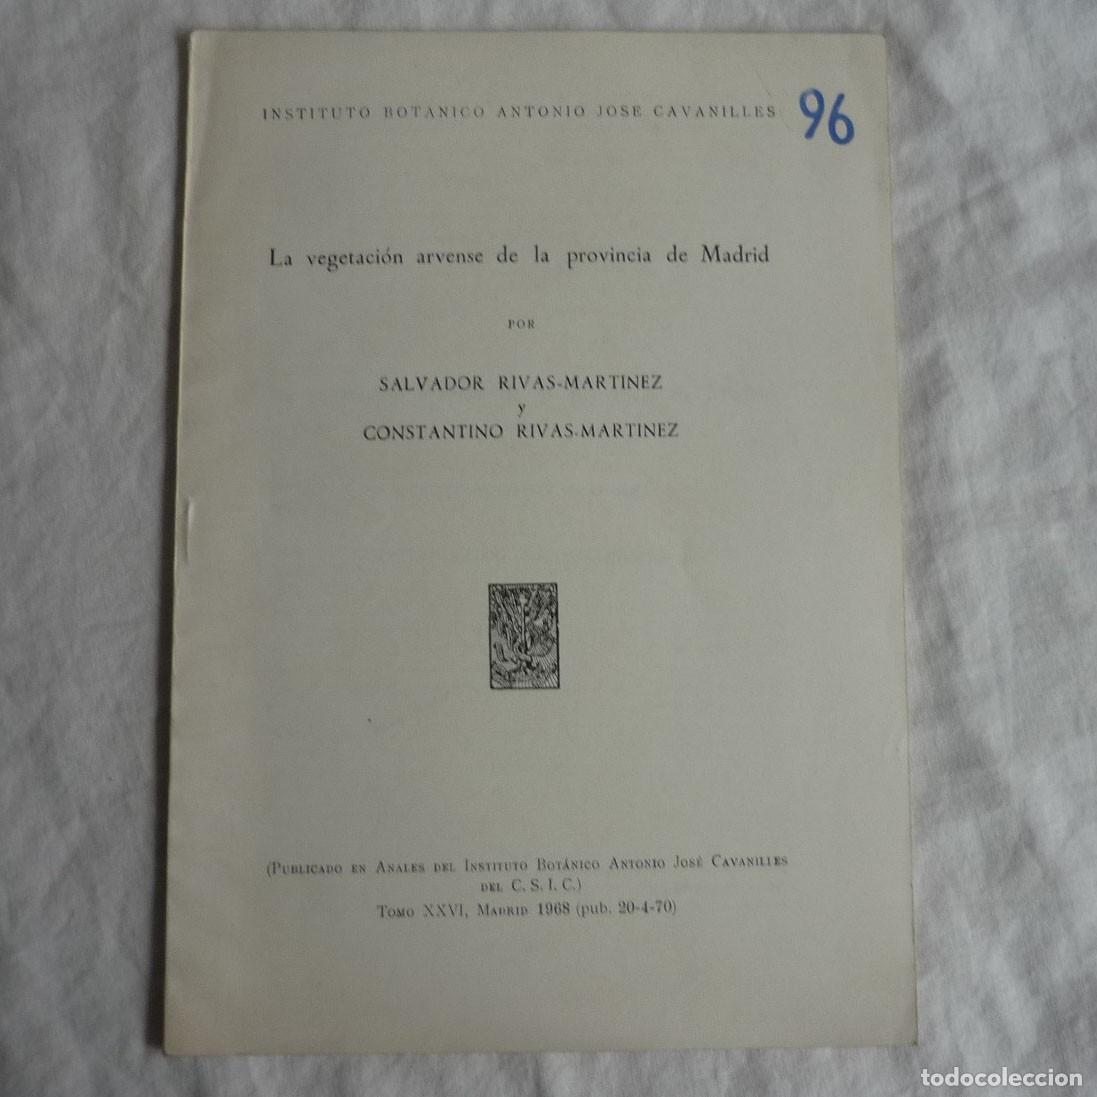 INSTITUTO BOTANICO ANTONIO JOSE CAVANILLES
96
La vegetación arvense de la provincia de Madrid
POR
SALVADOR RIVAS-MARTINEZ
y
CONSTANTINO RIVAS-MARTINEZ
(Publicado en Anales del Instituto Botánico Antonio José Cavanilles
del C. S. I. C.)
Tomo XXVI, Madrid 1968 (pub. 20-4-70)
todocoleccion